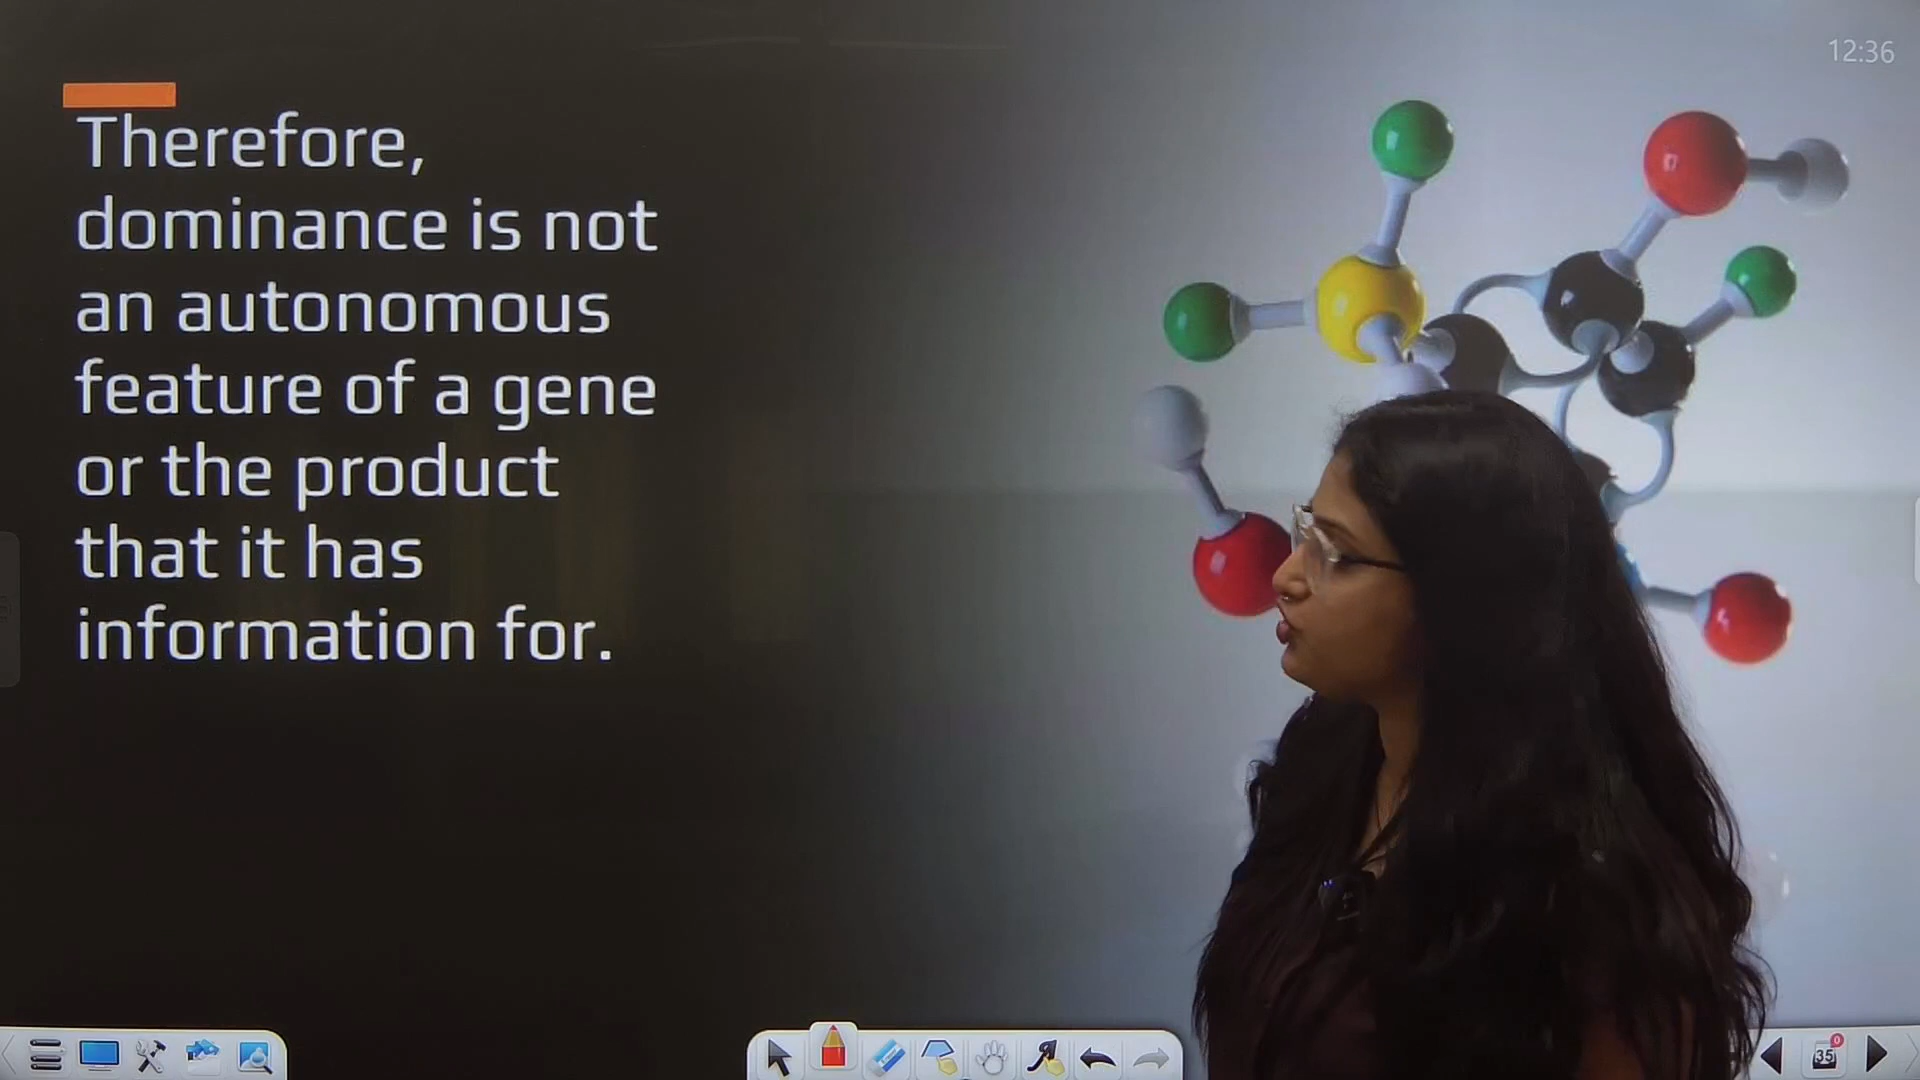 12:36
Therefore,
dominance is not
an autonomous
feature of a gene
or the product
that it has
information for.
35
0